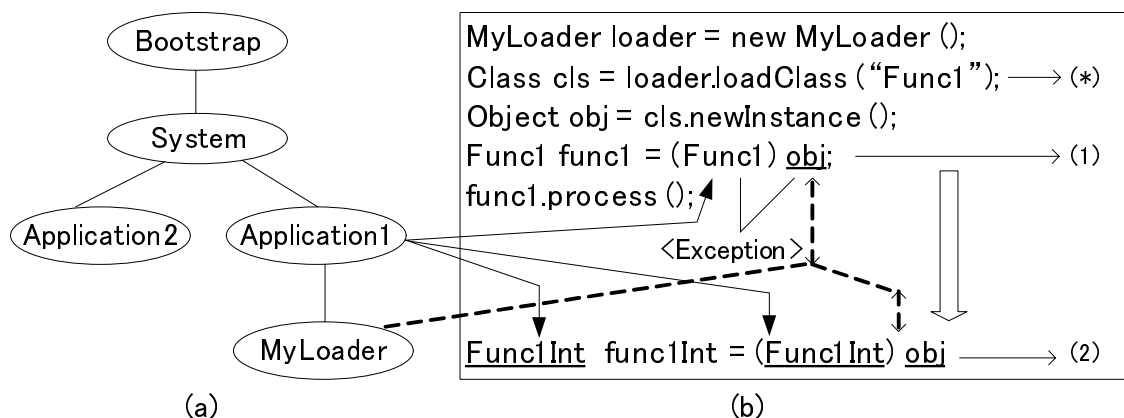 Bootstrap
System
Application2
Application1
MyLoader
(a)
MyLoader loader = new MyLoader ();
Class cls = loader.loadClass (“Func1”);
(*)
Object obj = cls.newInstance ();
Func1 func1 = (Func1) obj;
(1)
func1.process ();
<Exception>
Func1Int func1Int = (Func1Int) obj
(2)
(b)